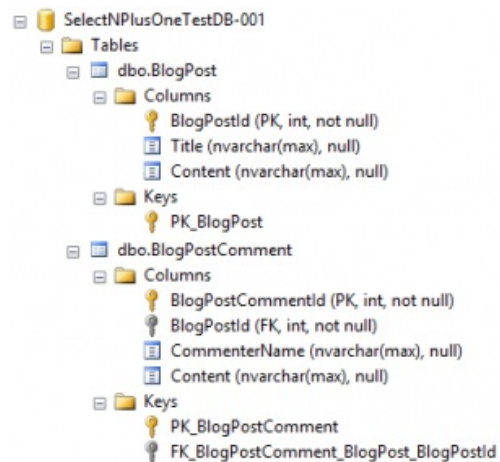 SelectNPlusOneTestDB-001
Tables
dbo.BlogPost
Columns
BlogPostId (PK, int, not null)
Title (nvarchar(max), null)
Content (nvarchar(max), null)
Keys
PK_BlogPost
dbo.BlogPostComment
Columns
BlogPostCommentId (PK, int, not null)
BlogPostId (FK, int, not null)
CommenterName (nvarchar(max), null)
Content (nvarchar(max), null)
Keys
PK_BlogPostComment
FK_BlogPostComment_BlogPost_BlogPostId